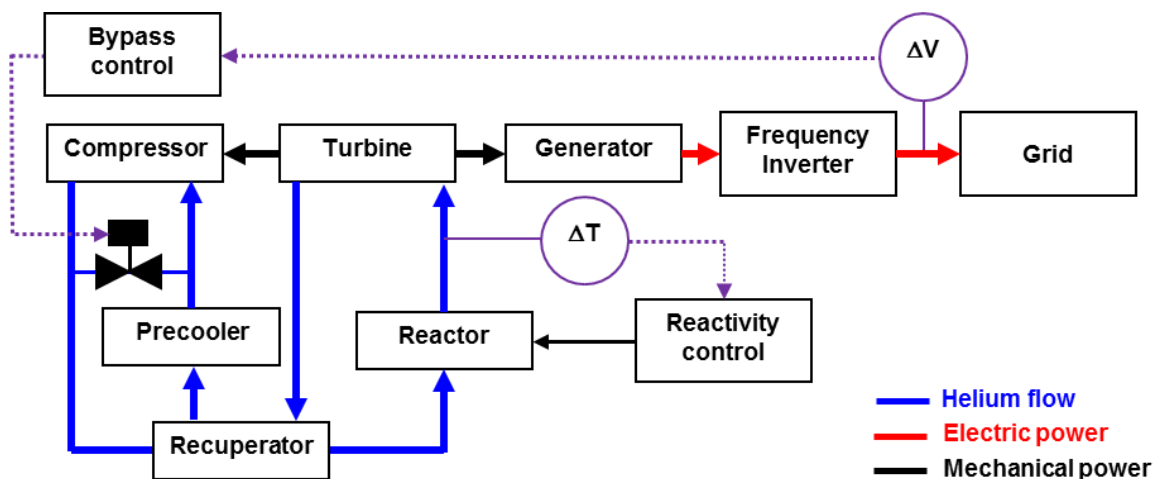 Bypass
control
ΔV
Compressor
Turbine
Generator
Frequency
Inverter
Grid
ΔT
Precooler
Reactor
Reactivity
control
Recuperator
Helium flow
Electric power
Mechanical power